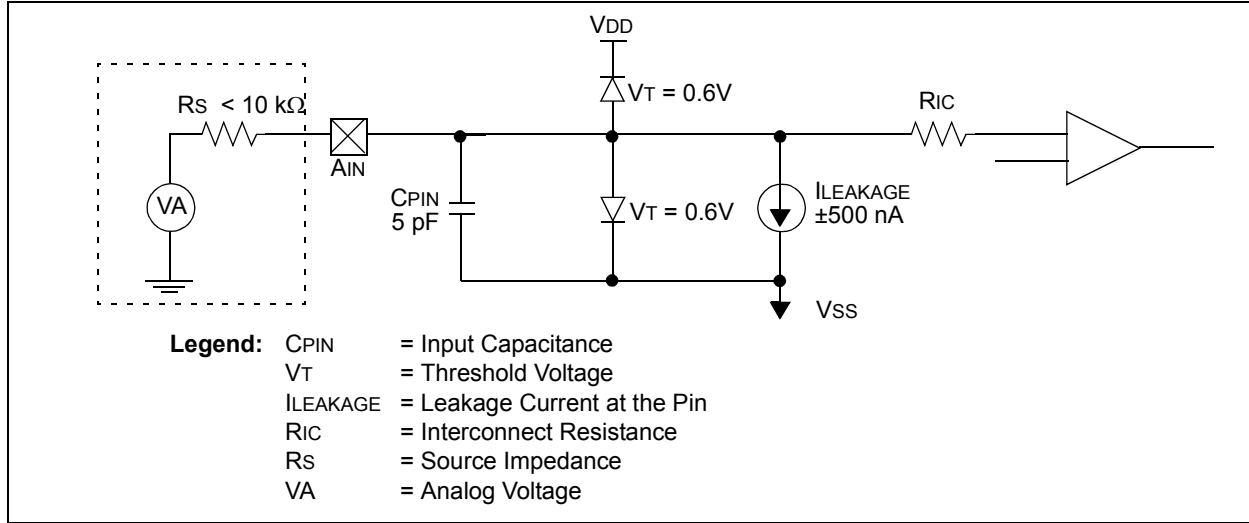 VDD
VT = 0.6V
RS < 10 kΩ
RIC
AIN
VA
CPIN
5 pF
VT = 0.6V
ILEAKAGE
±500 nA
VSS
Legend: CPIN = Input Capacitance
VT = Threshold Voltage
ILEAKAGE = Leakage Current at the Pin
RIC = Interconnect Resistance
RS = Source Impedance
VA = Analog Voltage